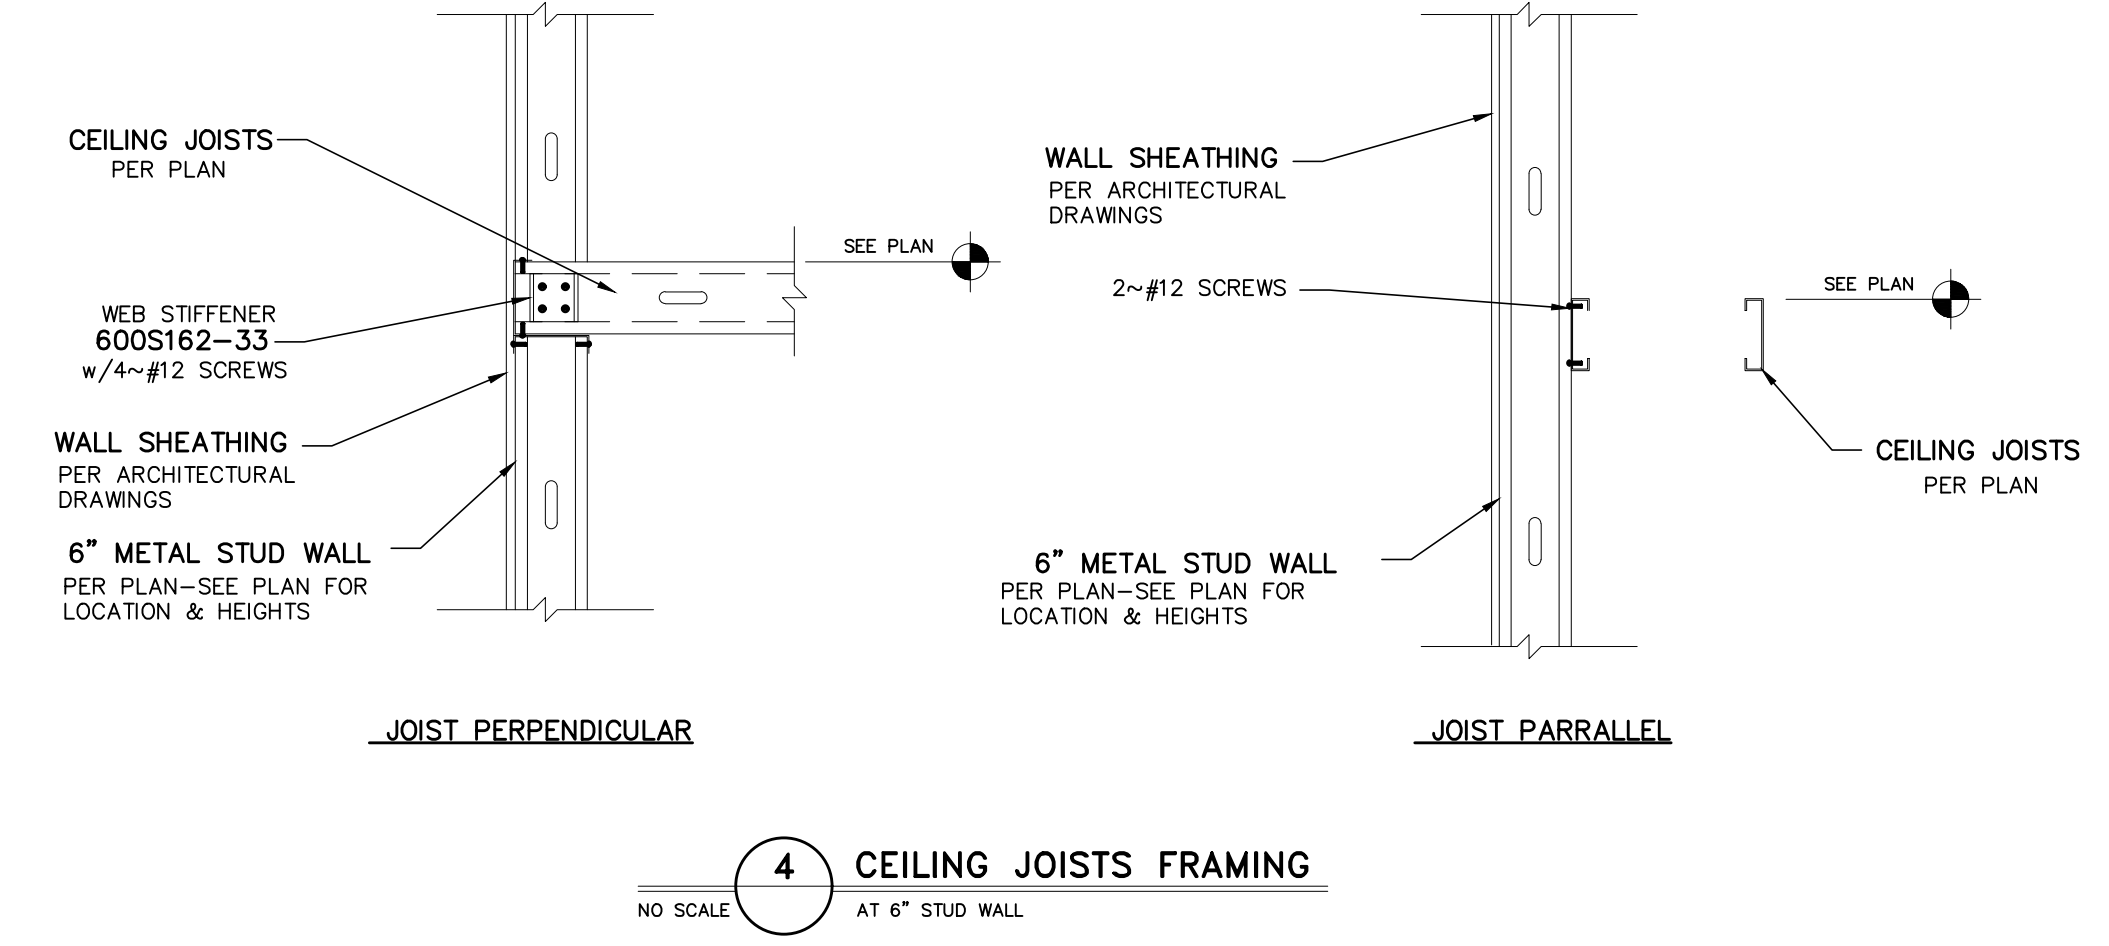 CEILING JOISTS
PER PLAN
SEE PLAN
WEB STIFFENER
600S162-33
w/4~#12 SCREWS
WALL SHEATHING
PER ARCHITECTURAL
DRAWINGS
6" METAL STUD WALL
PER PLAN-SEE PLAN FOR
LOCATION & HEIGHTS
JOIST PERPENDICULAR
WALL SHEATHING
PER ARCHITECTURAL
DRAWINGS
2~#12 SCREWS
SEE PLAN
CEILING JOISTS
PER PLAN
6" METAL STUD WALL
PER PLAN-SEE PLAN FOR
LOCATION & HEIGHTS
JOIST PARRALLEL
4
CEILING JOISTS FRAMING
NO SCALE
AT 6" STUD WALL